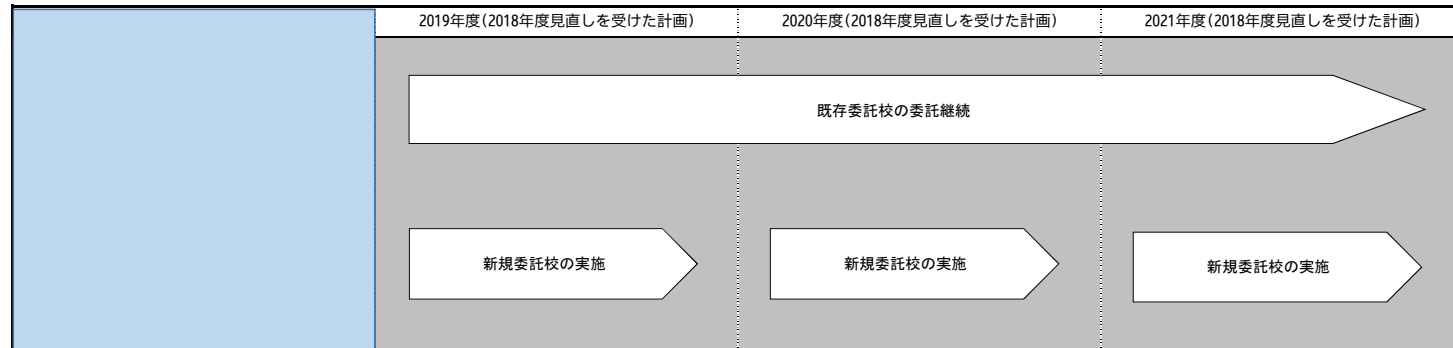 2019年度(2018年度見直しを受けた計画)
2020年度(2018年度見直しを受けた計画)
2021年度(2018年度見直しを受けた計画)
既存委託校の委託継続
新規委託校の実施
新規委託校の実施
新規委託校の実施